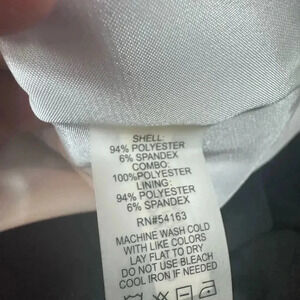 SHELL:
94% POLYESTER
6% SPANDEX
COMBO:
100%POLYESTER
LINING:
94% POLYESTER
6% SPANDEX
RN#54163
MACHINE WASH COLD
WITH LIKE COLORS
LAY FLAT TO DRY
DO NOT USE BLEACH
COOL IRON IF NEEDED